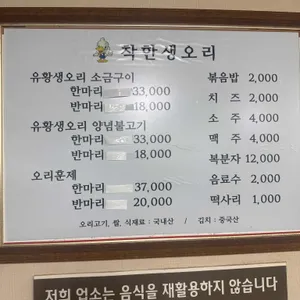 착한생오리
유황생오리 소금구이
한마리 33,000
반마리 18,000
유황생오리 양념불고기
한마리 33,000
반마리 18,000
오리훈제
한마리 37,000
반마리 20,000
볶음밥 2,000
치즈 2,000
소주 4,000
맥주 4,000
복분자 12,000
음료수 2,000
떡사리 1,000
오리고기, 쌀, 식재료 : 국내산 / 김치 : 중국산
저희 업소는 음식을 재활용하지 않습니다